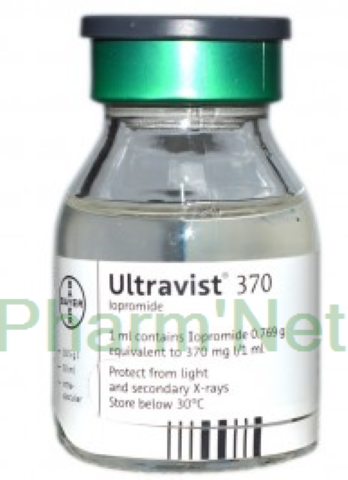 Ultravist® 370
Iopromide
BAYER
Pharm'Net
1 ml contains Iopromide 0.769 g
equivalent to 370 mg I/1 ml
Protect from light
and secondary X-rays
Store below 30°C